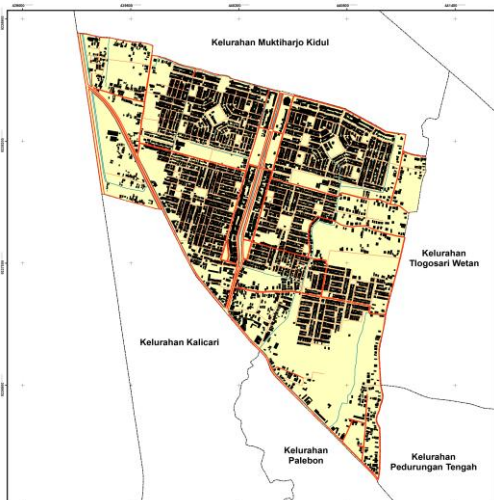 Kelurahan Muktiharjo Kidul
Kelurahan
Tlogosari Wetan
Kelurahan Kalicari
Kelurahan
Palebon
Kelurahan
Pedurungan Tengah